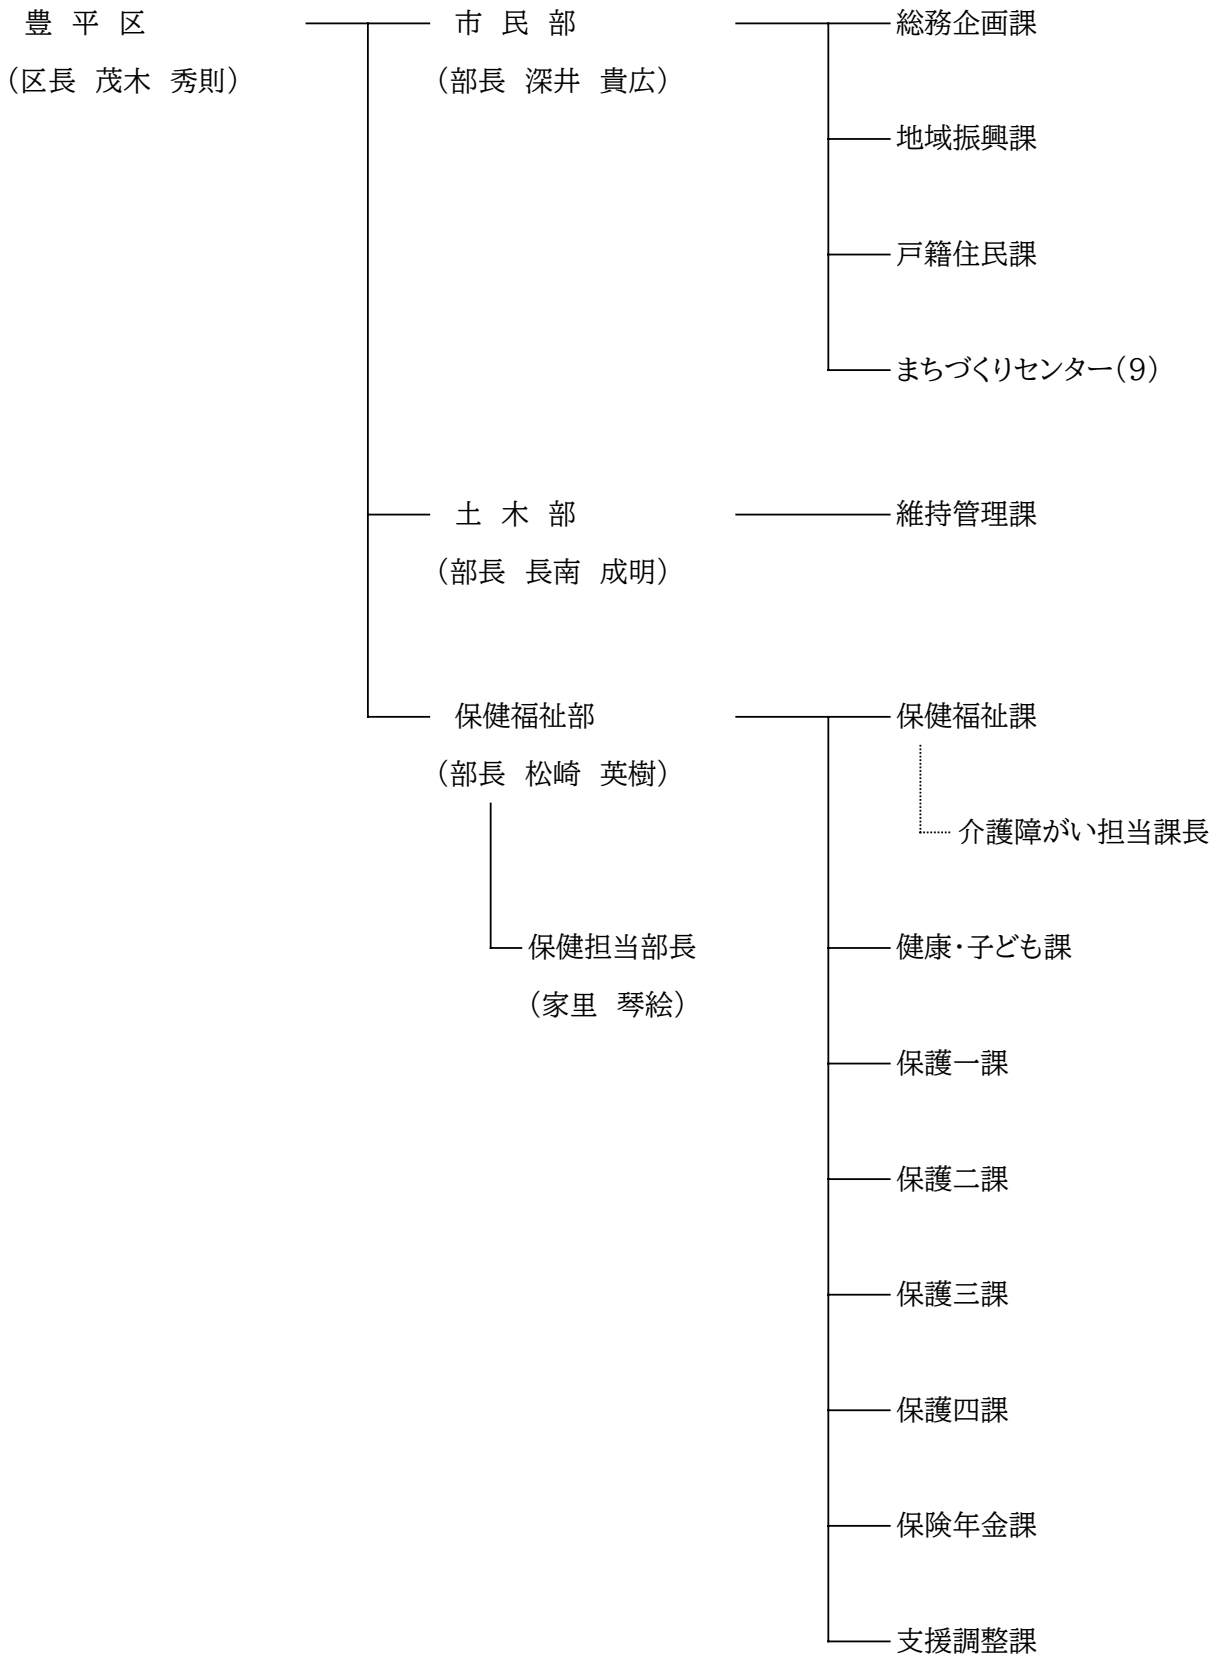 豊 平 区 市 民 部 総務企画課
（区長 茂木 秀則） （部長 深井 貴広）
地域振興課
戸籍住民課
まちづくりセンター（9）
土 木 部 維持管理課
（部長 長南 成明）
保健福祉部 保健福祉課
（部長 松崎 英樹）
介護障がい担当課長
保健担当部長 健康・子ども課
（家里 琴絵）
保護一課
保護二課
保護三課
保護四課
保険年金課
支援調整課